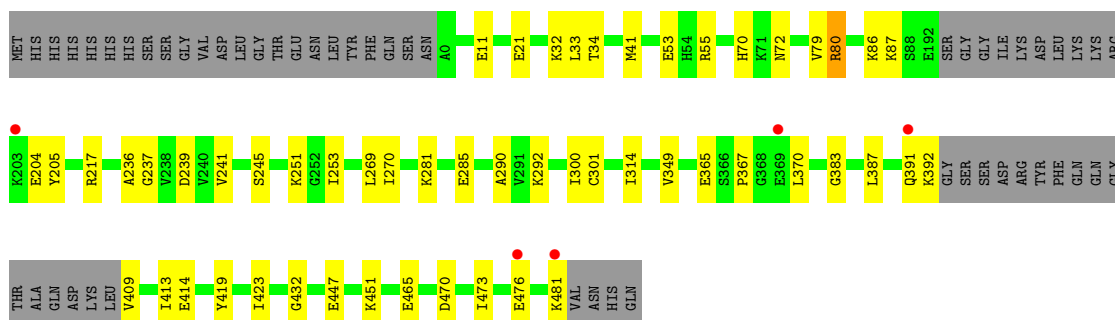 MET HIS HIS HIS HIS HIS HIS SER SER GLY VAL ASP LEU GLY THR GLU ASN LEU TYR PHE GLN SER ASN A0 E11 E21 K32 L33 T34 M41 E53 H54 R55 H70 K71 N72 V79 R80 K86 K87 S88 E192 SER GLY GLY ILE LYS ASP LEU LYS LYS ARG
K203 E204 Y205 R217 A236 G237 V238 D239 V240 V241 S245 K251 G252 I253 L269 I270 K281 E285 A290 V291 K292 I300 C301 I314 V349 E365 S366 P367 G368 E369 L370 G383 L387 Q391 K392 GLY SER SER ASP ARG TYR PHE GLN GLN GLY
THR ALA GLN ASP LYS LEU V409 I413 E414 Y419 I423 G432 E447 K451 E465 D470 I473 E476 K481 VAL ASN HIS GLN